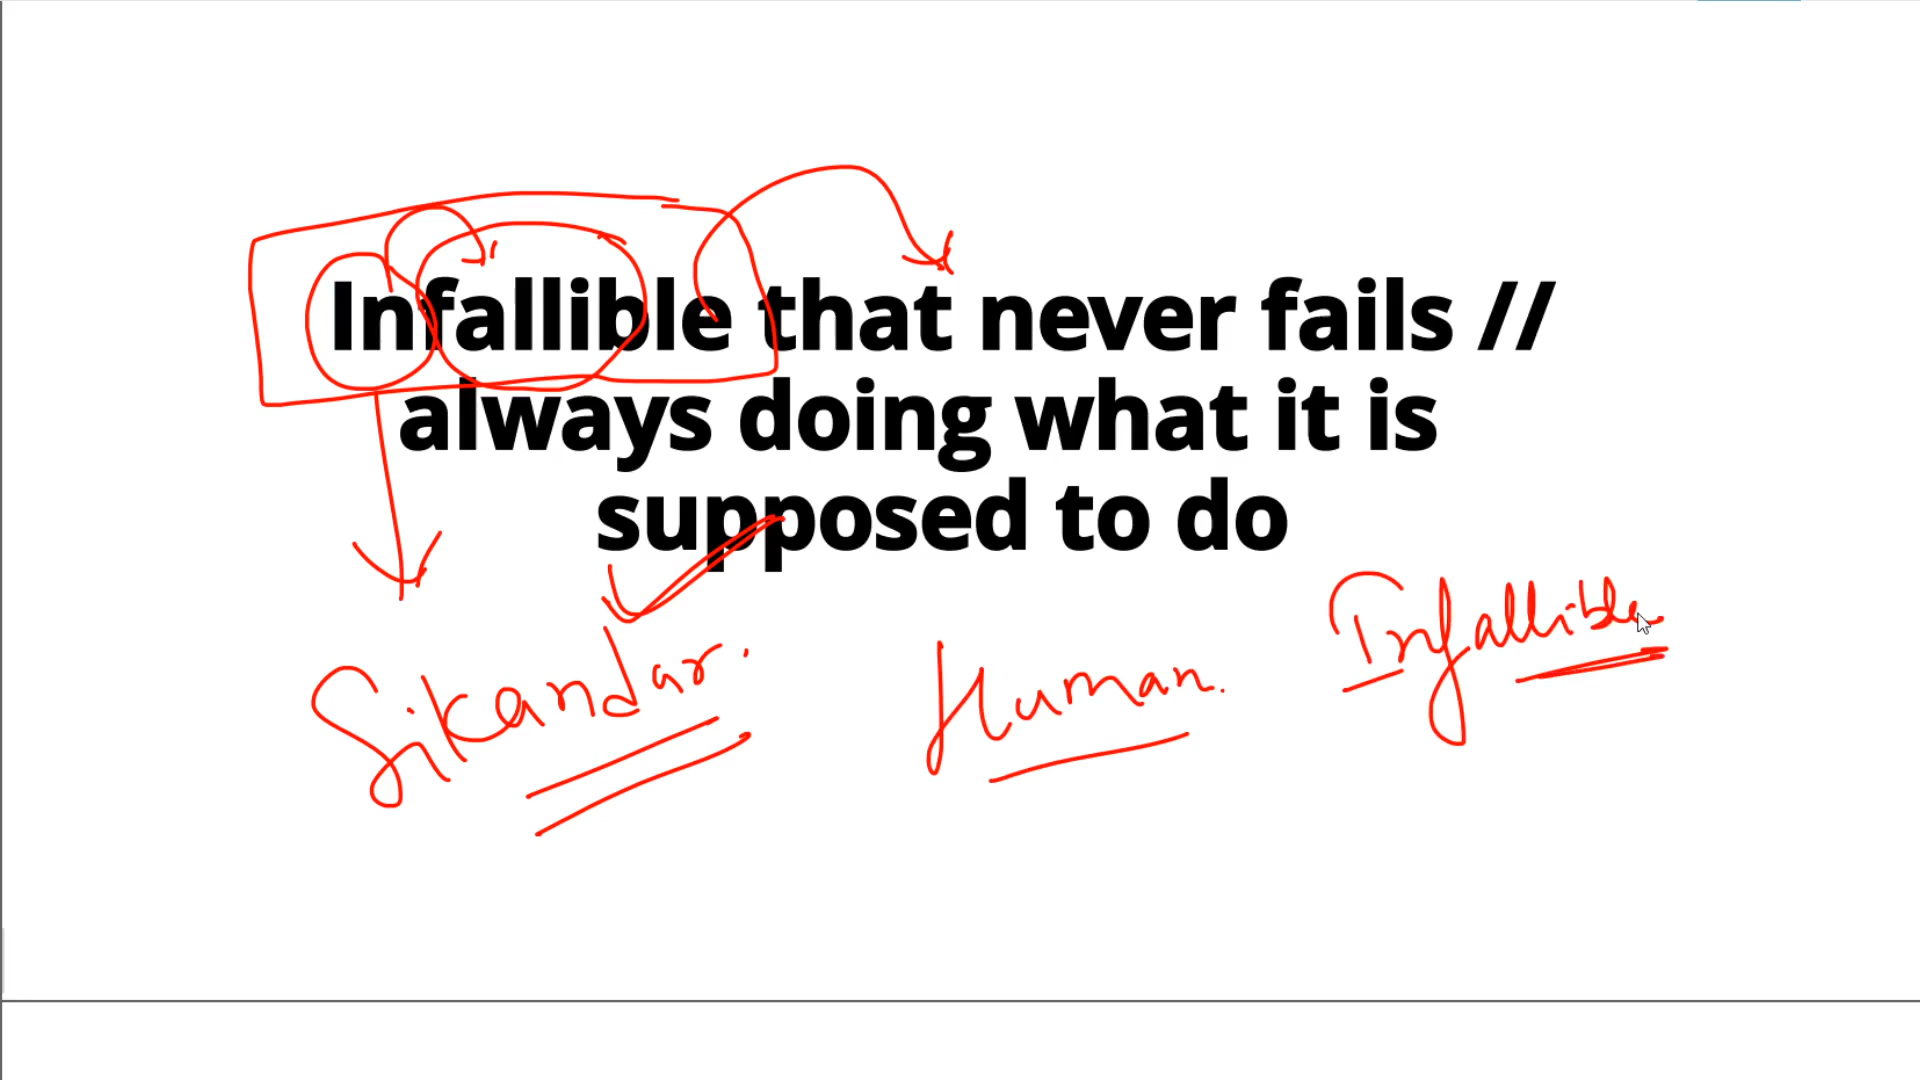 Infallible that never fails //
always doing what it is
supposed to do
Sikandar.
Human.
Infallible